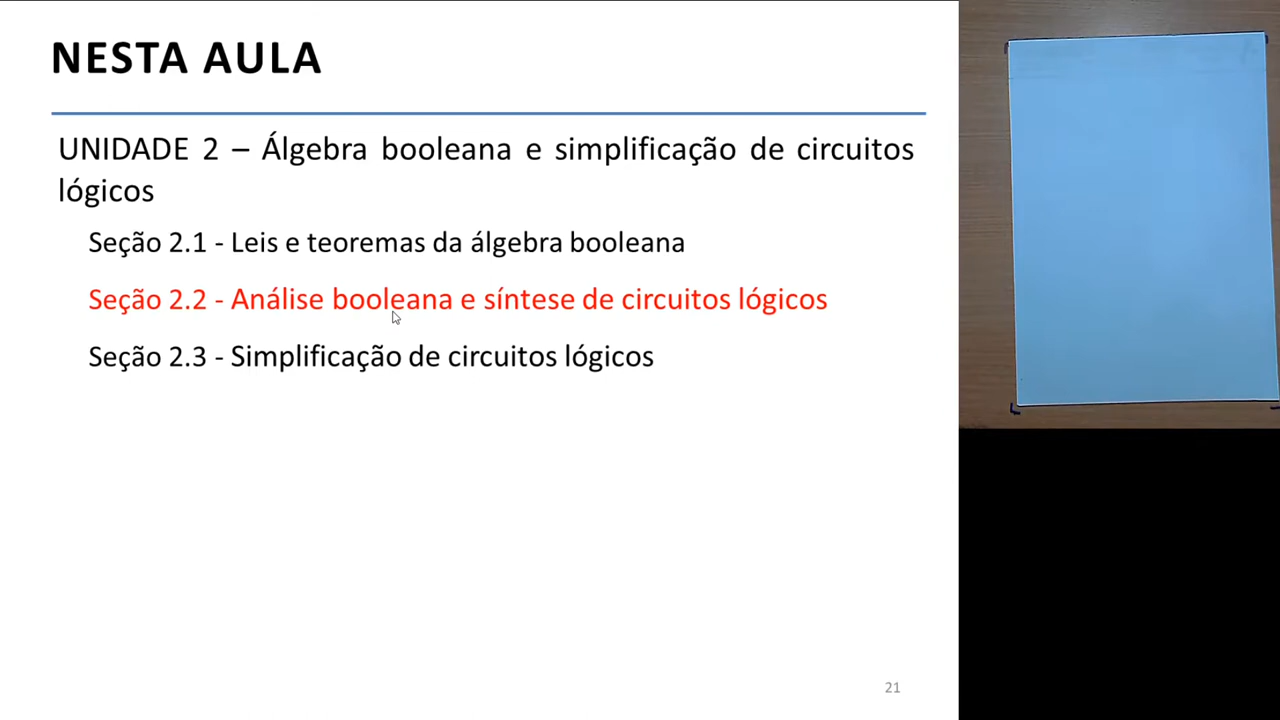 NESTA AULA
UNIDADE 2 – Álgebra booleana e simplificação de circuitos
lógicos
Seção 2.1 - Leis e teoremas da álgebra booleana
Seção 2.2 - Análise booleana e síntese de circuitos lógicos
Seção 2.3 - Simplificação de circuitos lógicos
21